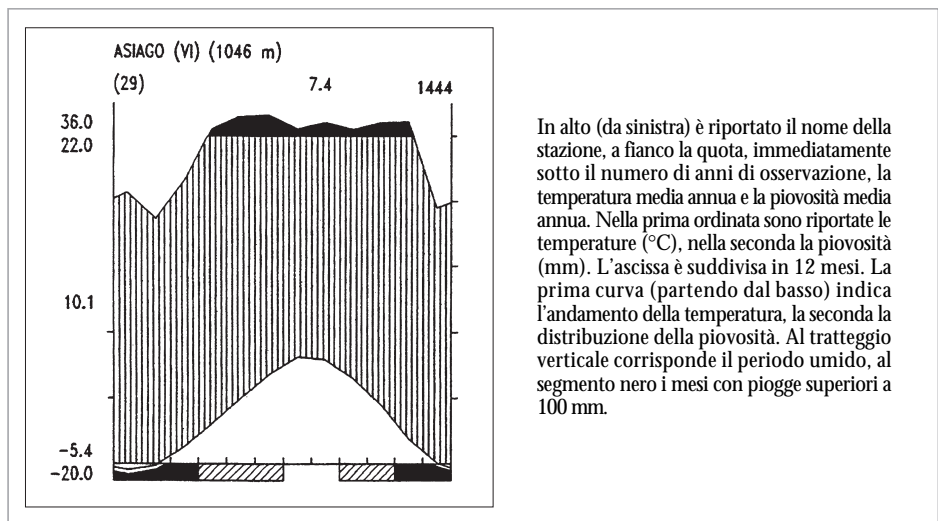 ASIAGO (VI) (1046 m)
(29) 7.4 1444
36.0
22.0
10.1
-5.4
-20.0
In alto (da sinistra) è riportato il nome della
stazione, a fianco la quota, immediatamente
sotto il numero di anni di osservazione, la
temperatura media annua e la piovosità media
annua. Nella prima ordinata sono riportate le
temperature (°C), nella seconda la piovosità
(mm). L'ascissa è suddivisa in 12 mesi. La
prima curva (partendo dal basso) indica
l'andamento della temperatura, la seconda la
distribuzione della piovosità. Al tratteggio
verticale corrisponde il periodo umido, al
segmento nero i mesi con piogge superiori a
100 mm.